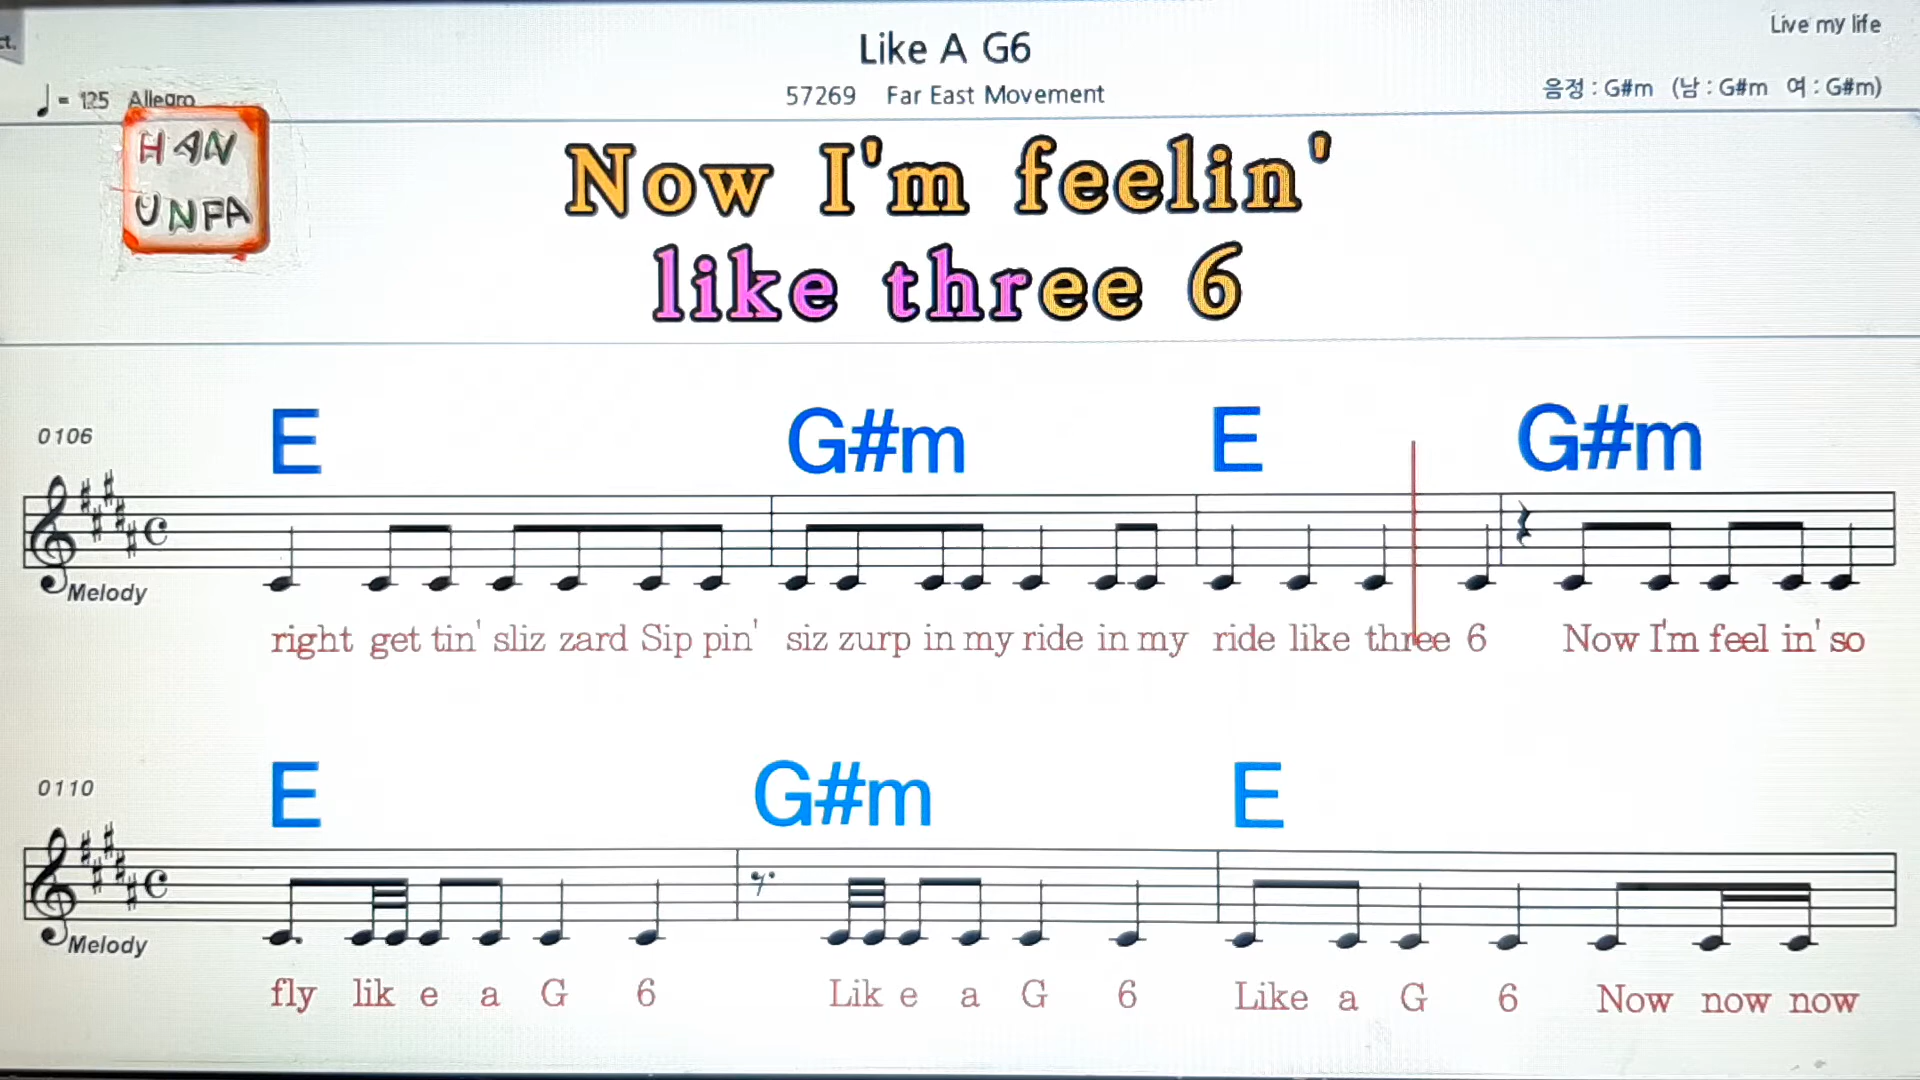 ct.
Live my life
Like A G6
♩ = 125 Allegro
57269 Far East Movement
음정 : G#m (남 : G#m 여 : G#m)
HAN
UNFA
Now I'm feelin'
like three 6
E G#m E G#m
0106
Melody
right get tin' sliz zard Sip pin' siz zurp in my ride in my ride like three 6 Now I'm feel in' so
E G#m E
0110
Melody
fly lik e a G 6 Lik e a G 6 Like a G 6 Now now now